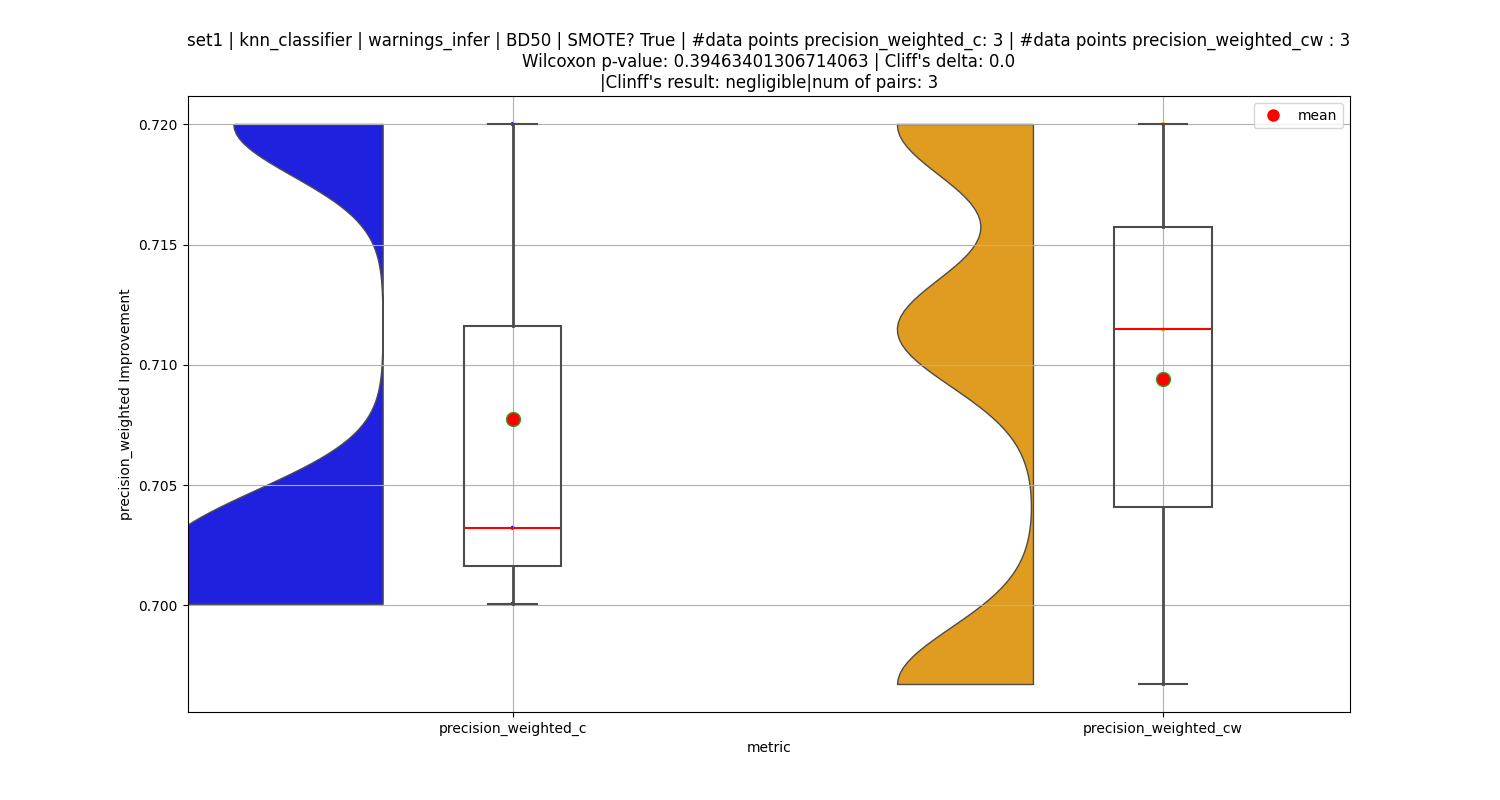 set1 | knn_classifier | warnings_infer | BD50 | SMOTE? True | #data points precision_weighted_c: 3 | #data points precision_weighted_cw : 3
Wilcoxon p-value: 0.39463401306714063 | Cliff's delta: 0.0
|Clinff's result: negligible|num of pairs: 3
mean
0.720
0.715
0.710
0.705
0.700
precision_weighted Improvement
precision_weighted_c
precision_weighted_cw
metric